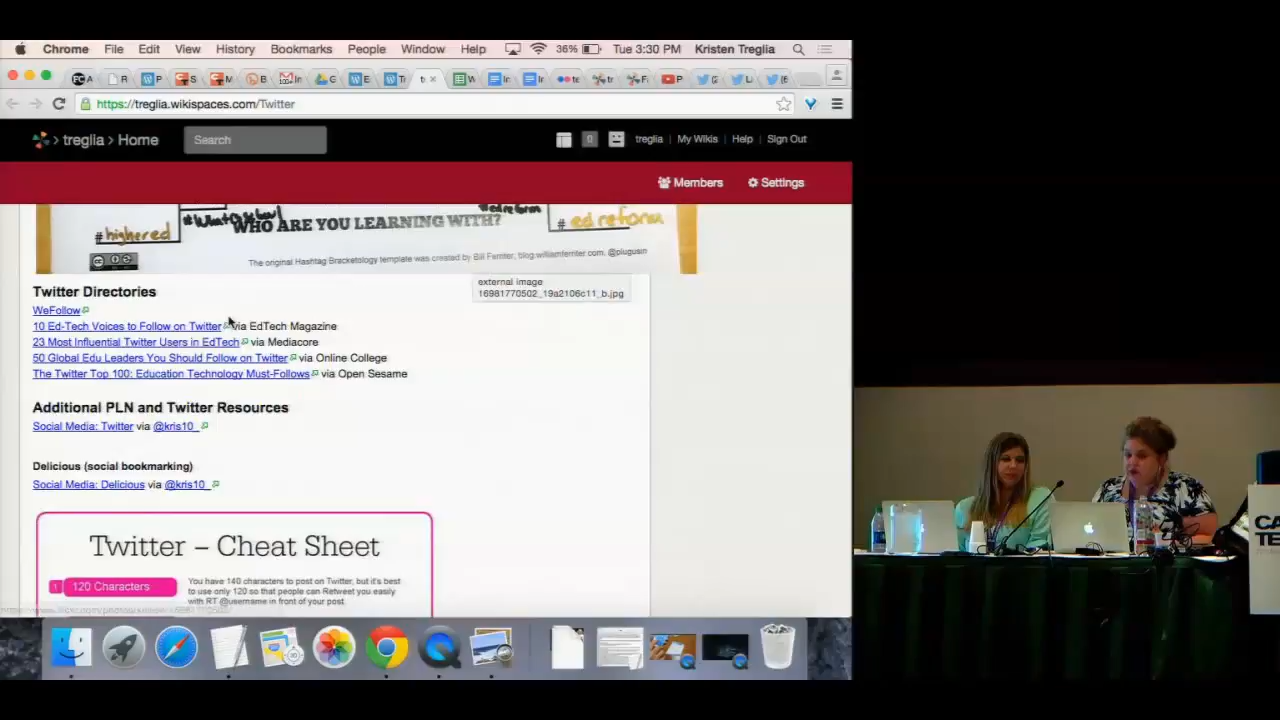 Chrome File Edit View History Bookmarks People Window Help 36% Tue 3:30 PM Kristen Treglia
https://treglia.wikispaces.com/Twitter
treglia > Home Search 0 treglia My Wikis Help Sign Out
Members Settings
#highered
WHO ARE YOU LEARNING WITH?
#edreform
# ed reform
The original Hashtag Bracketology template was created by Bill Ferriter, blog.williamferriter.com, @plugusin
external image
16981770502_19a2106c11_b.jpg
Twitter Directories
WeFollow
10 Ed-Tech Voices to Follow on Twitter via EdTech Magazine
23 Most Influential Twitter Users in EdTech via Mediacore
50 Global Edu Leaders You Should Follow on Twitter via Online College
The Twitter Top 100: Education Technology Must-Follows via Open Sesame
Additional PLN and Twitter Resources
Social Media: Twitter via @kris10_
Delicious (social bookmarking)
Social Media: Delicious via @kris10_
Twitter – Cheat Sheet
1 120 Characters
You have 140 characters to post on Twitter, but it's best
to use only 120 so that people can Retweet you easily
with RT @username in front of your post.
CA
TE